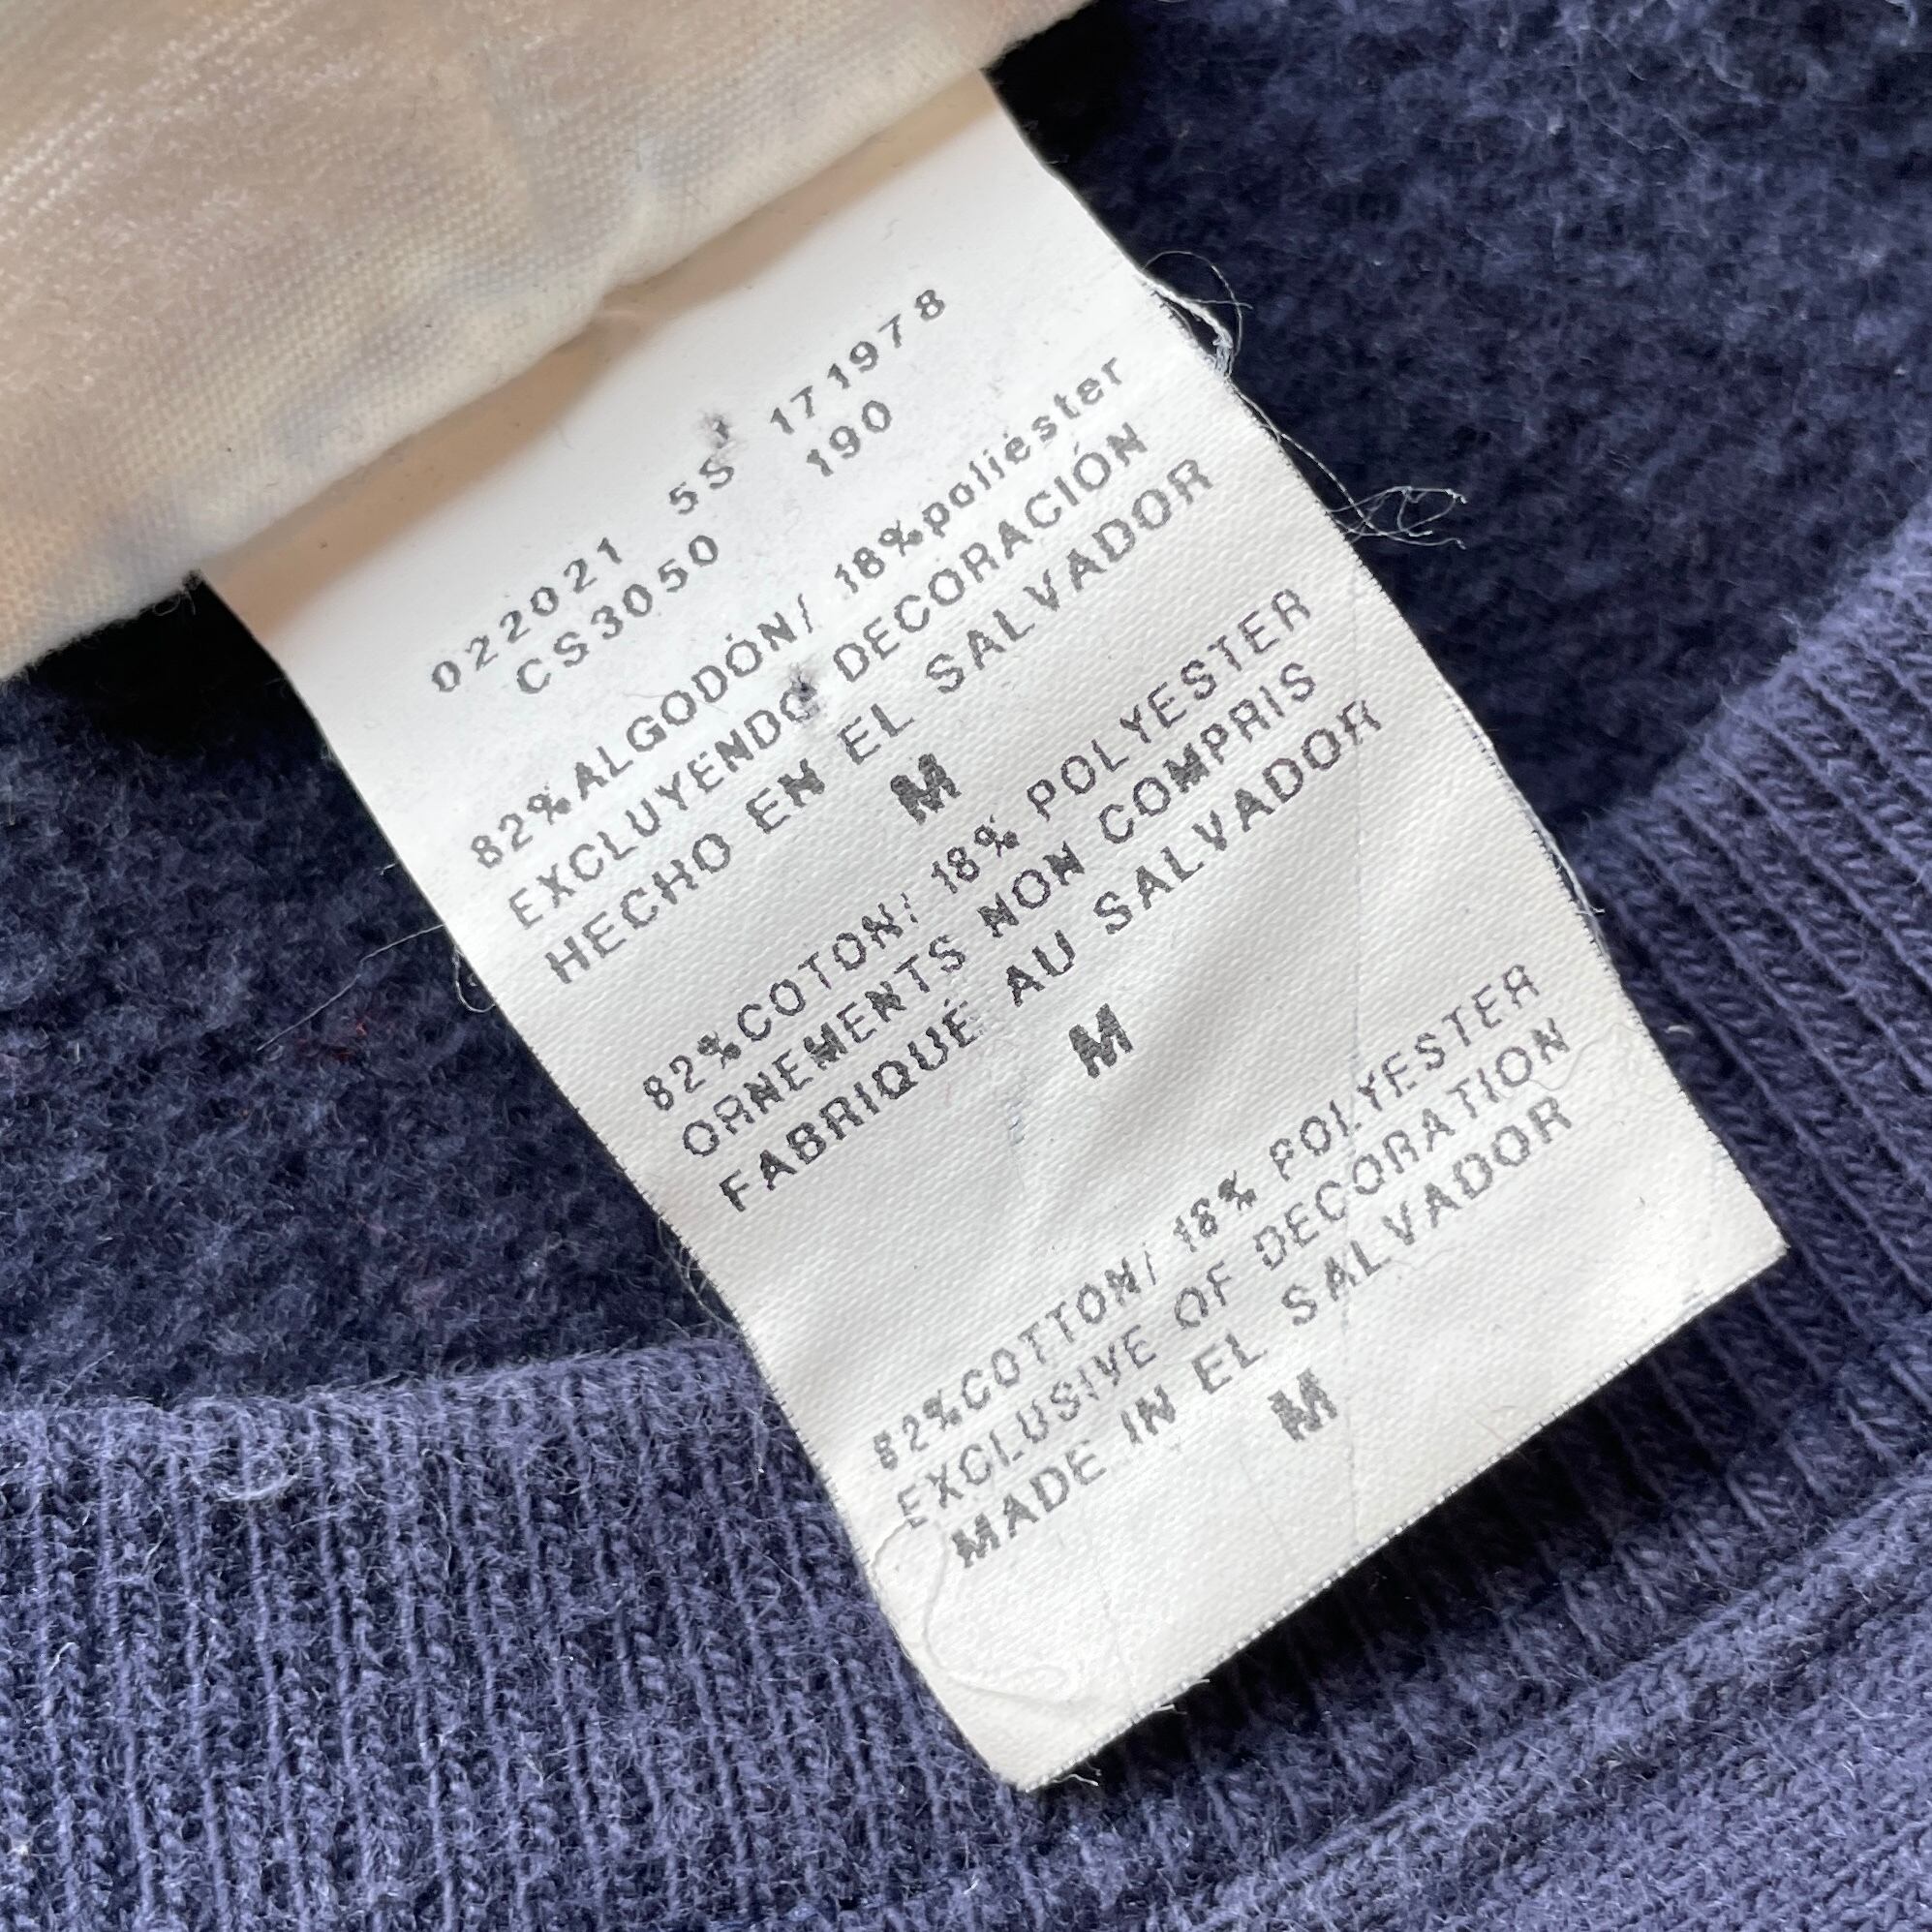 022021 5S 171978
CS3050 190
82%ALGODÓN/ 18%poliéster
EXCLUYENDO DECORACIÓN
HECHO EN EL SALVADOR
M
82%COTON/ 18% POLYESTER
ORNEMENTS NON COMPRIS
FABRIQUÉ AU SALVADOR
M
82%COTTON/ 18% POLYESTER
EXCLUSIVE OF DECORATION
MADE IN EL SALVADOR
M